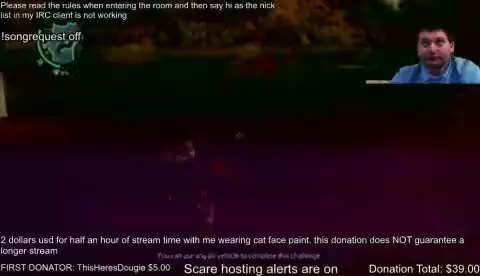 Please read the rules when entering the room and then say hi as the nick
list in my IRC client is not working
!songrequest off
2 dollars usd for half an hour of stream time with me wearing cat face paint, this donation does NOT guarantee a
longer stream
You can use any air vehicle to complete this challenge
FIRST DONATOR: ThisHeresDougie $5.00
Scare hosting alerts are on
Donation Total: $39.00